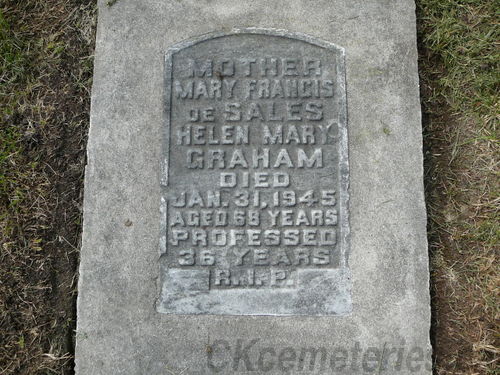 MOTHER
MARY FRANCIS
DE SALES
HELEN MARY
GRAHAM
DIED
JAN. 31, 1945
AGED 68 YEARS
PROFESSED
36 YEARS
R.I.P.
CKcemeteries